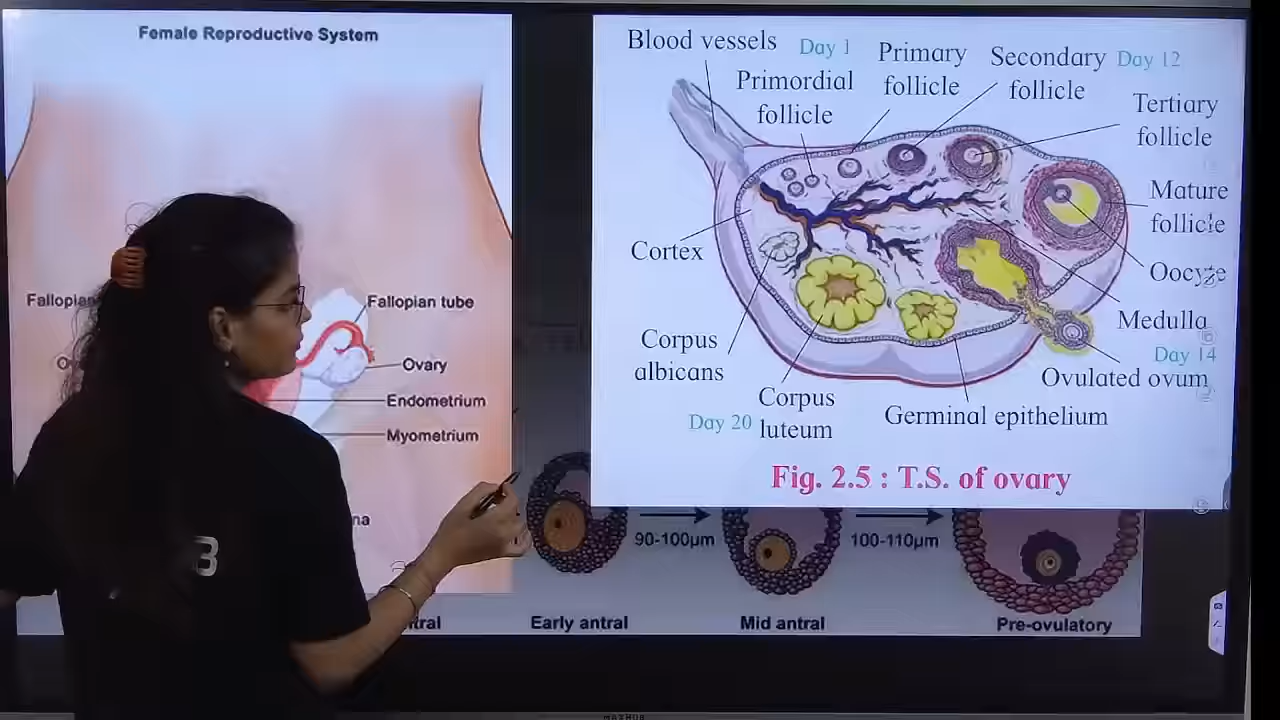 Female Reproductive System
Fallopian
Fallopian tube
Ovary
Endometrium
Myometrium
Blood vessels
Day 1
Primordial
follicle
Primary
follicle
Secondary
follicle
Day 12
Tertiary
follicle
Mature
follicle
Cortex
Oocyte
Medulla
Corpus
albicans
Day 14
Ovulated ovum
Day 20
Corpus
luteum
Germinal epithelium
Fig. 2.5 : T.S. of ovary
90-100µm
100-110µm
Early antral
Mid antral
Pre-ovulatory
3
MAXHUB